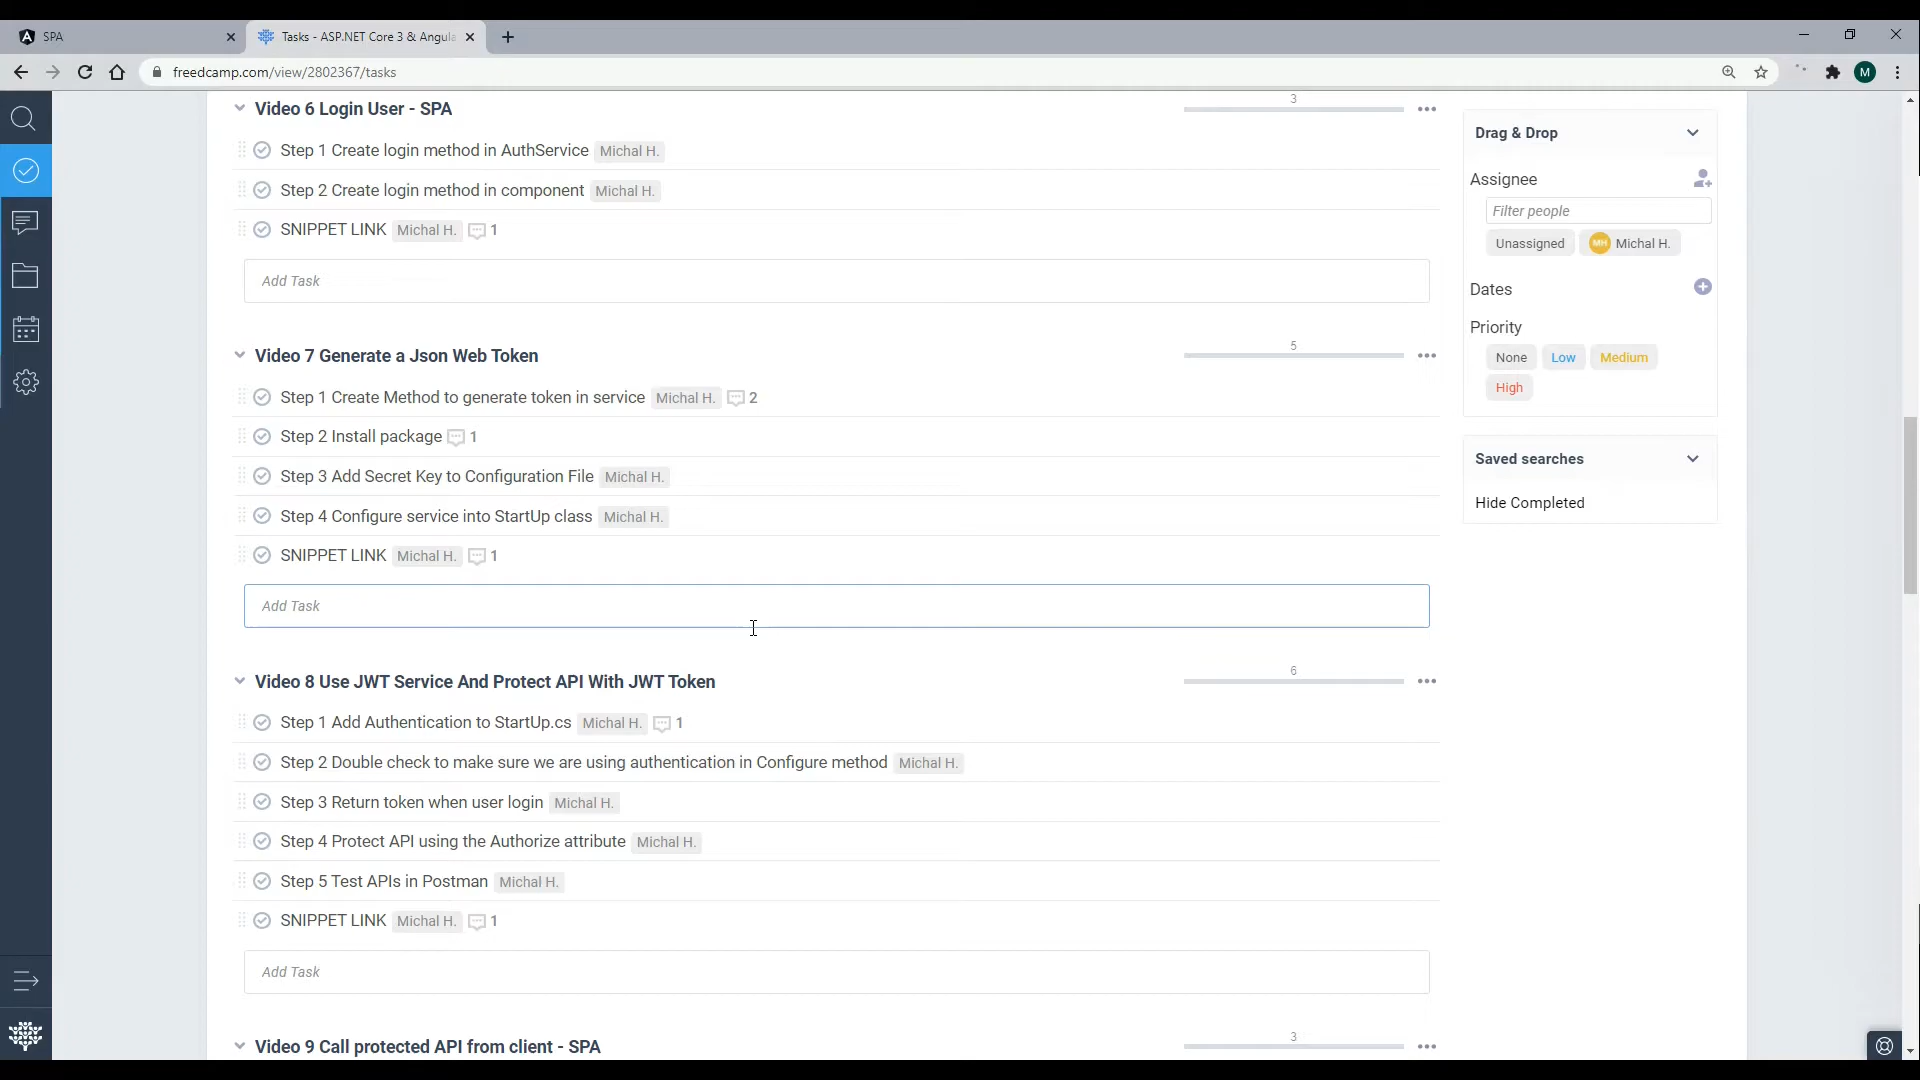 SPA
Tasks - ASP.NET Core 3 & Angula
freedcamp.com/view/2802367/tasks
M
Video 6 Login User - SPA
3
Step 1 Create login method in AuthService Michal H.
Step 2 Create login method in component Michal H.
SNIPPET LINK Michal H. 1
Add Task
Video 7 Generate a Json Web Token
5
Step 1 Create Method to generate token in service Michal H. 2
Step 2 Install package 1
Step 3 Add Secret Key to Configuration File Michal H.
Step 4 Configure service into StartUp class Michal H.
SNIPPET LINK Michal H. 1
Add Task
Video 8 Use JWT Service And Protect API With JWT Token
6
Step 1 Add Authentication to StartUp.cs Michal H. 1
Step 2 Double check to make sure we are using authentication in Configure method Michal H.
Step 3 Return token when user login Michal H.
Step 4 Protect API using the Authorize attribute Michal H.
Step 5 Test APIs in Postman Michal H.
SNIPPET LINK Michal H. 1
Add Task
Video 9 Call protected API from client - SPA
3
Drag & Drop
Assignee
Filter people
Unassigned MH Michal H.
Dates
Priority
None Low Medium
High
Saved searches
Hide Completed